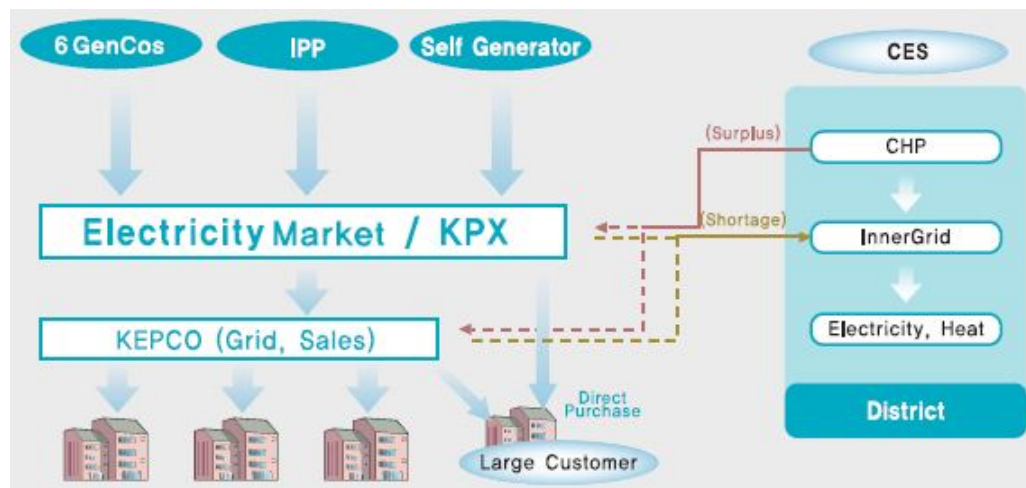 6 GenCos
IPP
Self Generator
CES
(Surplus)
CHP
Electricity Market / KPX
(Shortage)
InnerGrid
KEPCO (Grid, Sales)
Electricity, Heat
Direct
Purchase
District
Large Customer